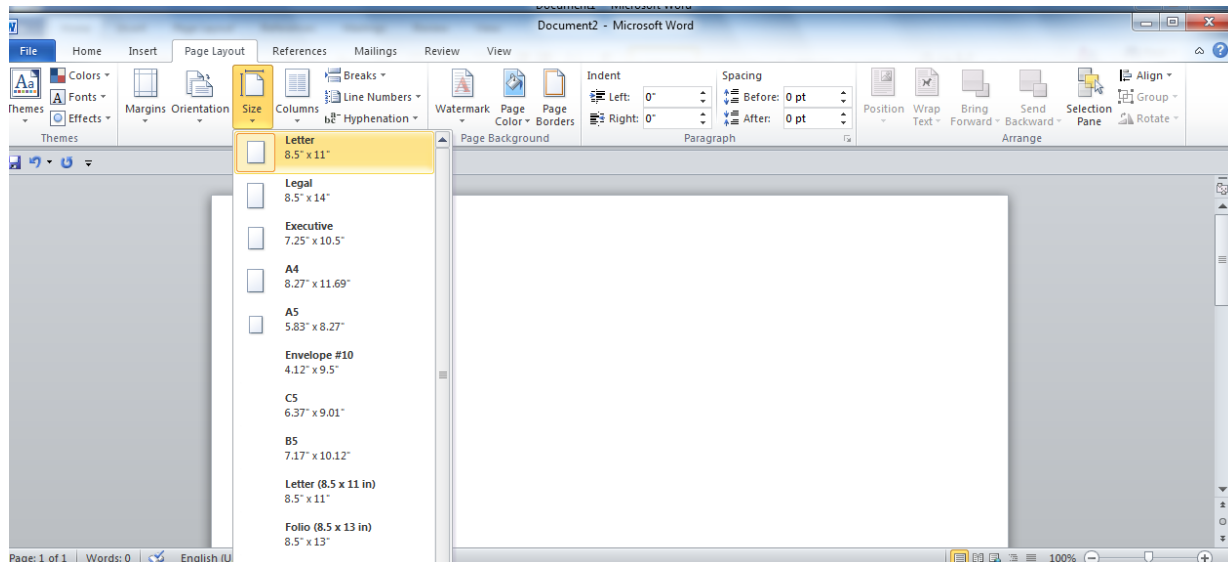 Document2 - Microsoft Word
File Home Insert Page Layout References Mailings Review View
Colors
Fonts
Effects
Themes
Margins Orientation Size Columns
Breaks
Line Numbers
Hyphenation
Watermark Page Color Page Borders
Indent
Left: 0"
Right: 0"
Spacing
Before: 0 pt
After: 0 pt
Position Wrap Text Bring Forward Send Backward Selection Pane
Align
Group
Rotate
Themes
Page Background
Paragraph
Arrange
Letter
8.5" x 11"
Legal
8.5" x 14"
Executive
7.25" x 10.5"
A4
8.27" x 11.69"
A5
5.83" x 8.27"
Envelope #10
4.12" x 9.5"
C5
6.37" x 9.01"
B5
7.17" x 10.12"
Letter (8.5 x 11 in)
8.5" x 11"
Folio (8.5 x 13 in)
8.5" x 13"
Page: 1 of 1 Words: 0 English (U
100%